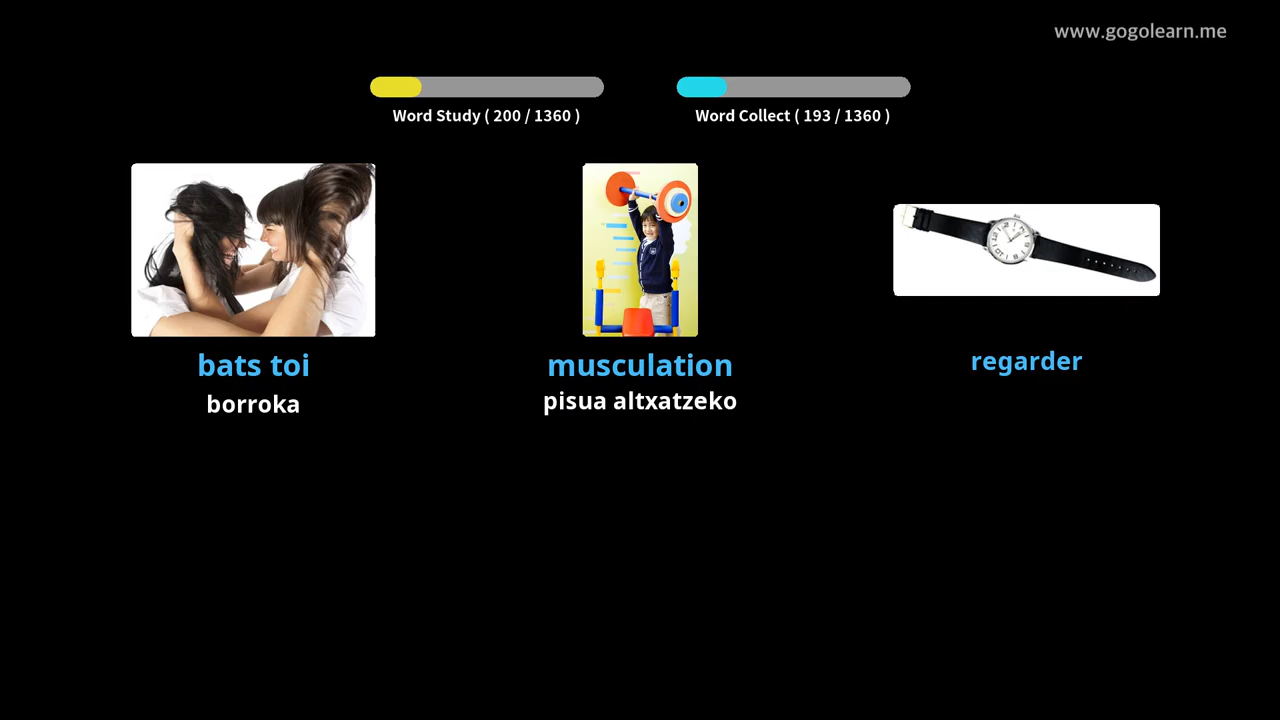 www.gogolearn.me
Word Study ( 200 / 1360 )
Word Collect ( 193 / 1360 )
bats toi
borroka
musculation
pisua altxatzeko
regarder